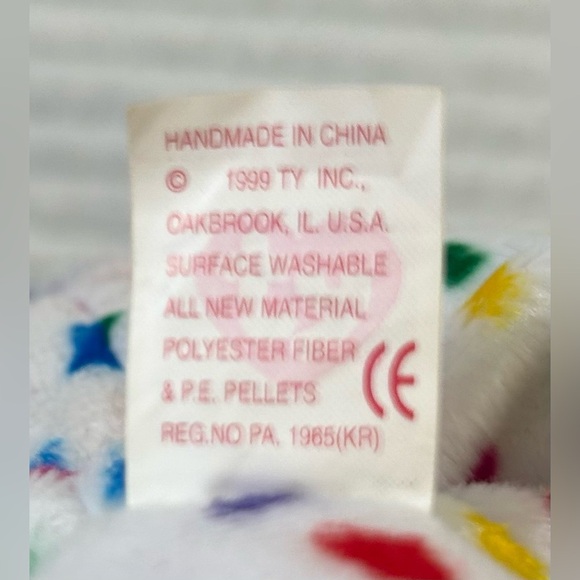 HANDMADE IN CHINA
© 1999 TY INC.,
OAKBROOK, IL. U.S.A.
SURFACE WASHABLE
ALL NEW MATERIAL
POLYESTER FIBER
& P.E. PELLETS CE
REG.NO PA. 1965(KR)